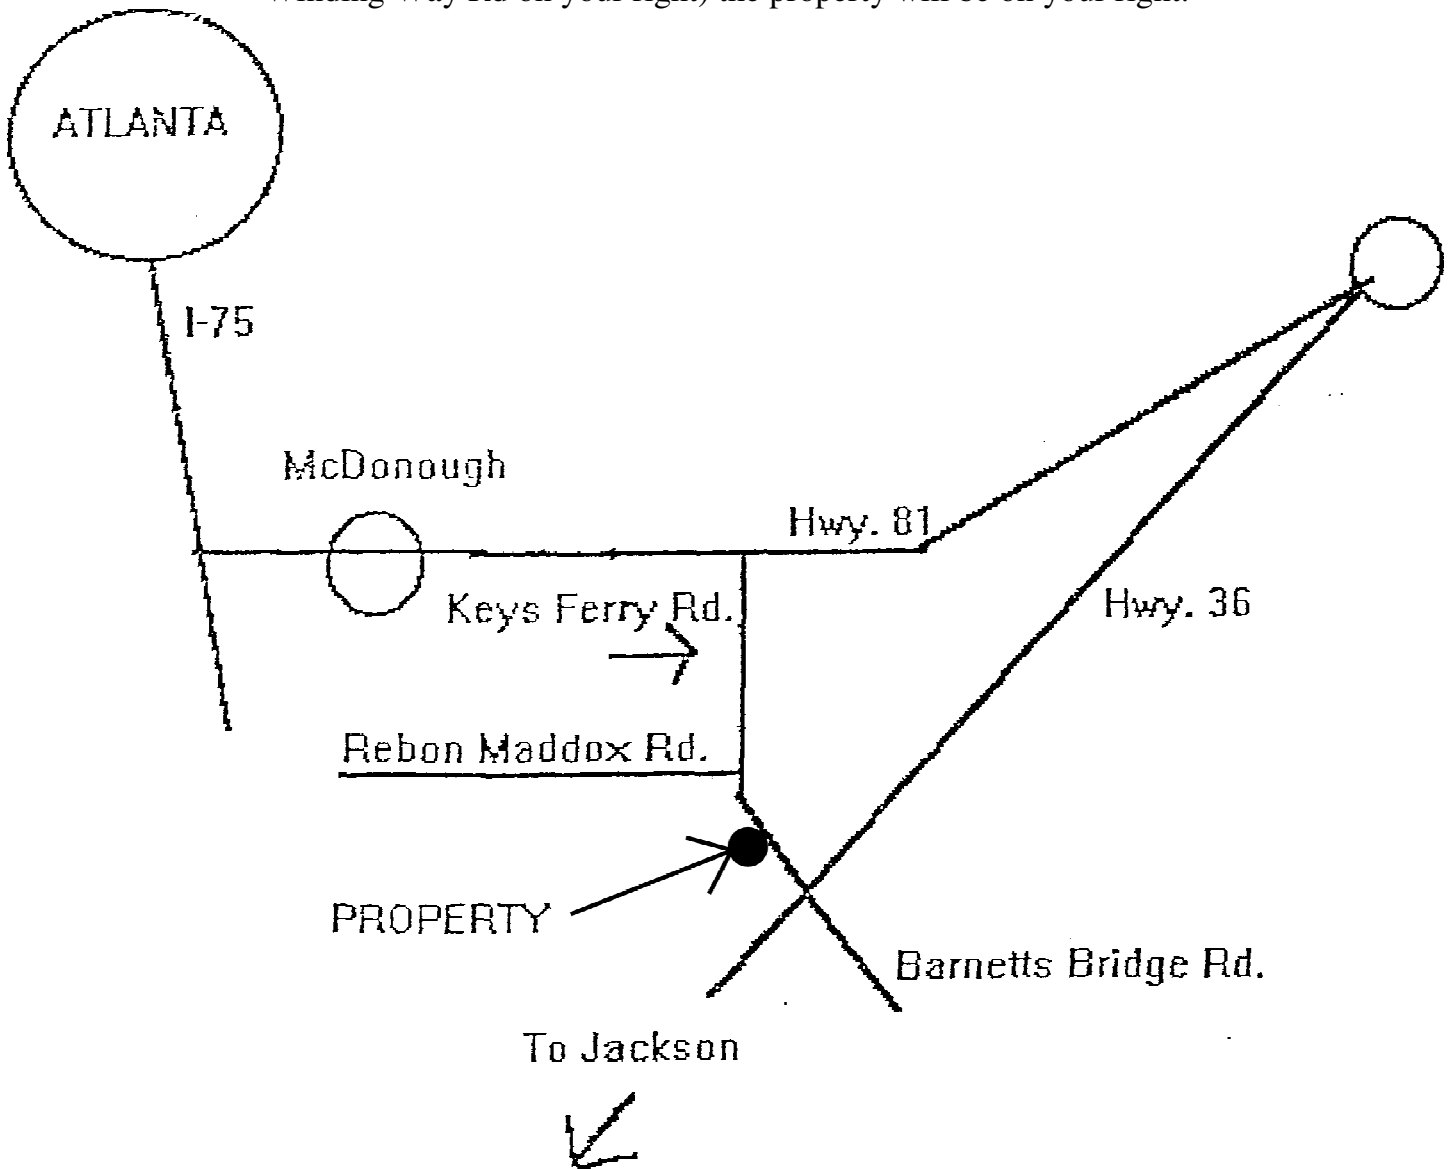 Winding Way Rd on your right, the property will be on your right.
ATLANTA
I-75
McDonough
Hwy. 81
Keys Ferry Rd.
Hwy. 36
Rebon Maddox Rd.
PROPERTY
Barnetts Bridge Rd.
To Jackson